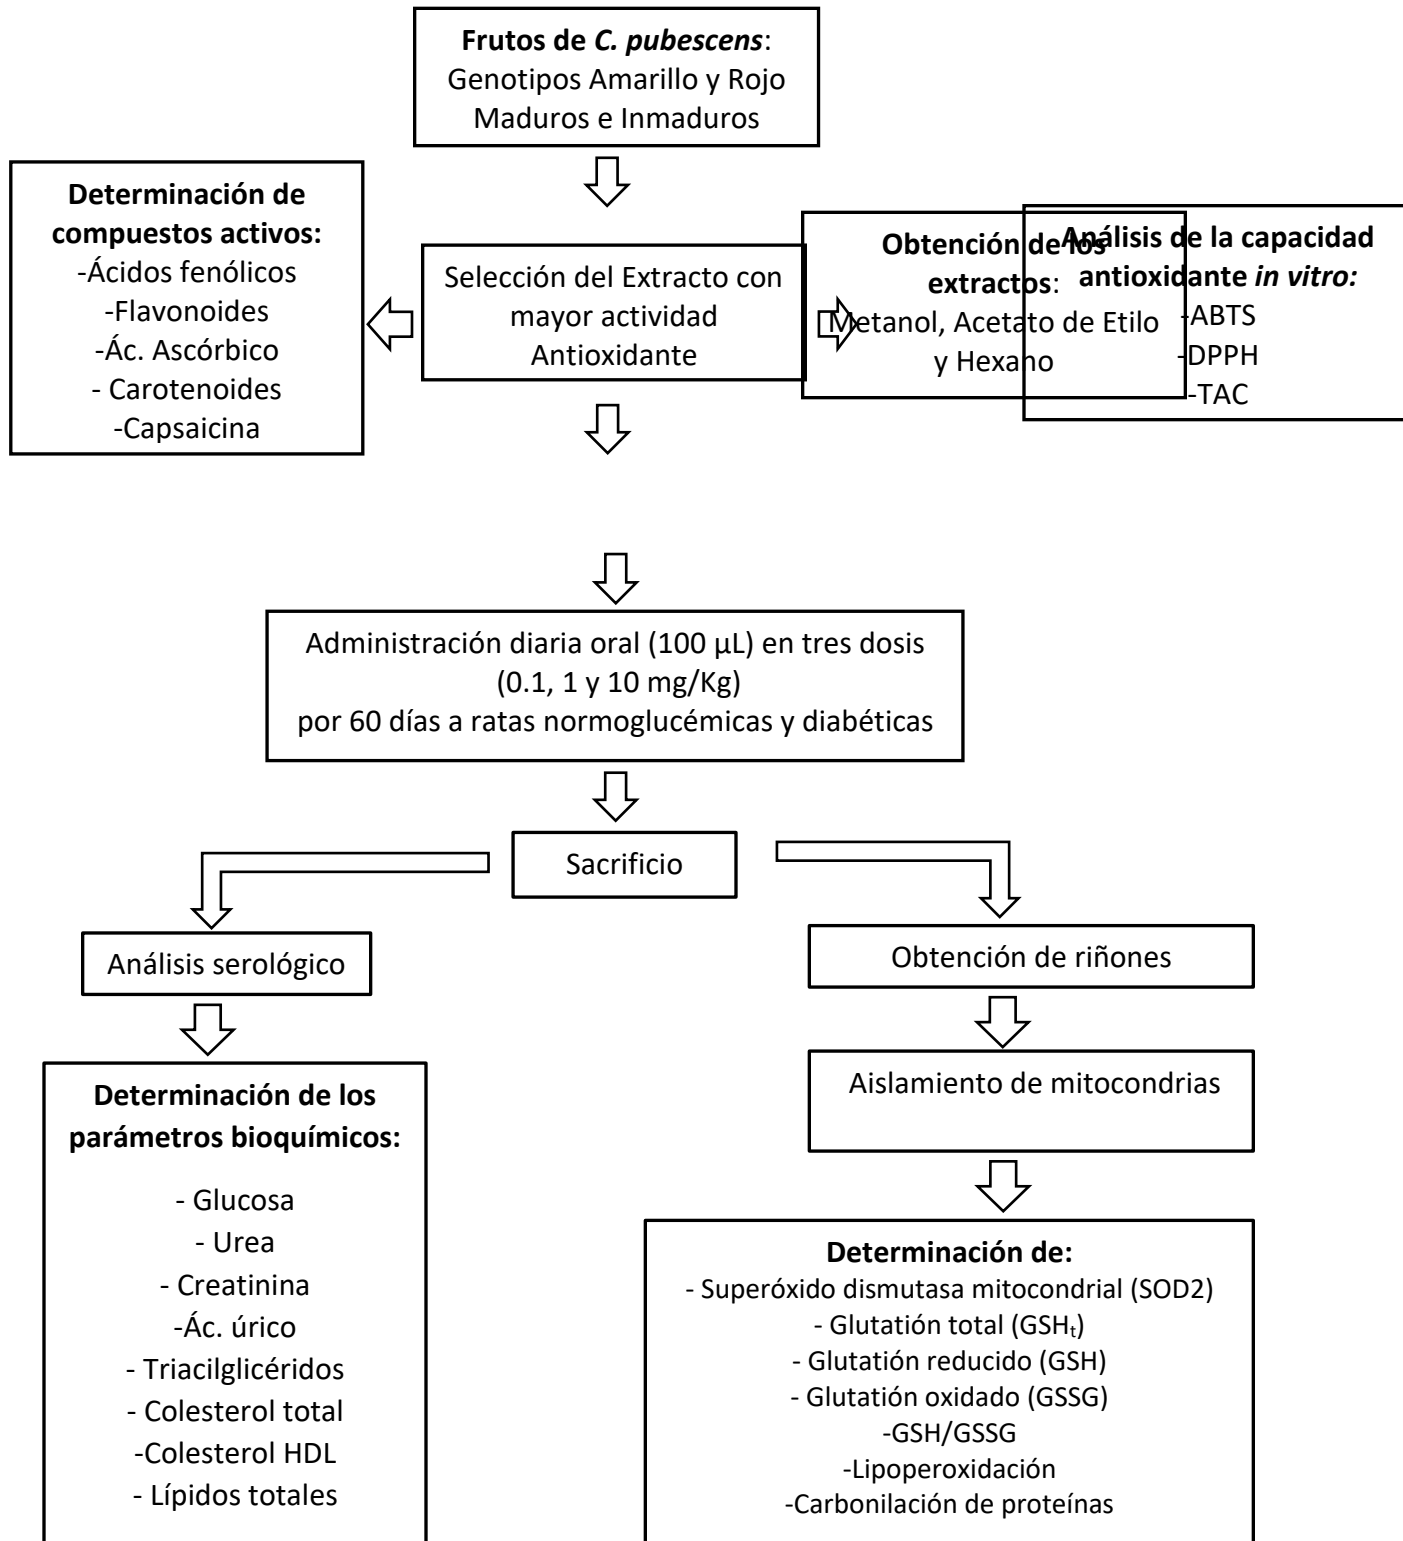 Frutos de C. pubescens:
Genotipos Amarillo y Rojo
Maduros e Inmaduros
Determinación de
compuestos activos:
-Ácidos fenólicos
-Flavonoides
-Ác. Ascórbico
- Carotenoides
-Capsaicina
Selección del Extracto con
mayor actividad
Antioxidante
Obtención de los
extractos:
Metanol, Acetato de Etilo
y Hexano
Análisis de la capacidad
antioxidante in vitro:
-ABTS
-DPPH
-TAC
Administración diaria oral (100 µL) en tres dosis
(0.1, 1 y 10 mg/Kg)
por 60 días a ratas normoglucémicas y diabéticas
Sacrificio
Análisis serológico
Determinación de los
parámetros bioquímicos:
- Glucosa
- Urea
- Creatinina
-Ác. úrico
- Triacilglicéridos
- Colesterol total
-Colesterol HDL
- Lípidos totales
Obtención de riñones
Aislamiento de mitocondrias
Determinación de:
- Superóxido dismutasa mitocondrial (SOD2)
- Glutatión total (GSHₜ)
- Glutatión reducido (GSH)
- Glutatión oxidado (GSSG)
-GSH/GSSG
-Lipoperoxidación
-Carbonilación de proteínas